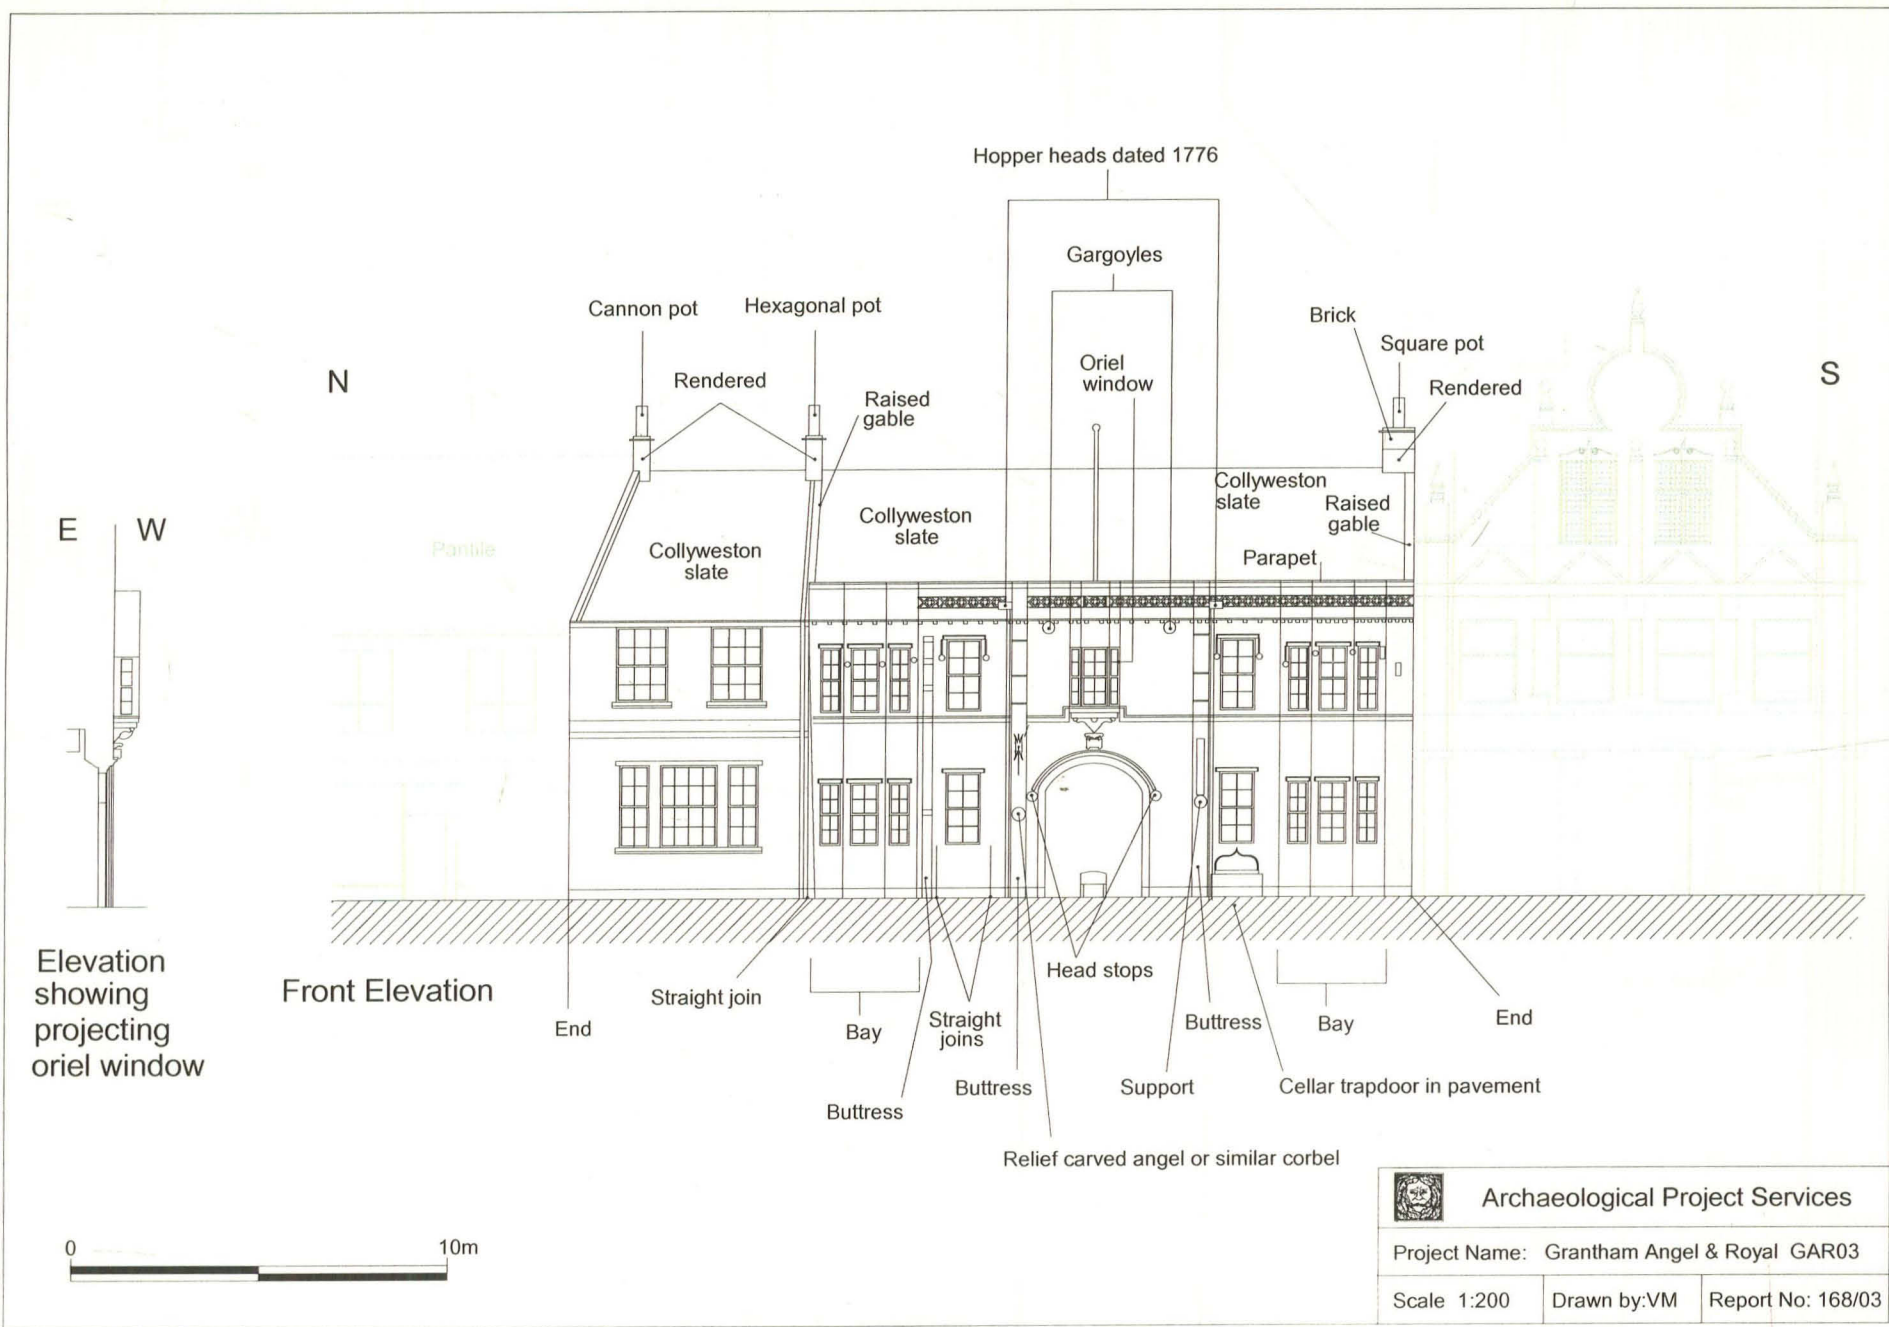 Hopper heads dated 1776
Gargoyles
Cannon pot
Hexagonal pot
Brick
Square pot
Oriel
window
N
Rendered
Raised
gable
Rendered
S
Collyweston
slate
Raised
gable
Collyweston
slate
E
W
Pantile
Collyweston
slate
Parapet
Elevation
showing
projecting
oriel window
Front Elevation
Straight join
Head stops
End
Bay
Straight
joins
Buttress
Bay
End
Buttress
Buttress
Support
Cellar trapdoor in pavement
Relief carved angel or similar corbel
0
10m
Archaeological Project Services
Project Name: Grantham Angel & Royal GAR03
Scale 1:200
Drawn by:VM
Report No: 168/03